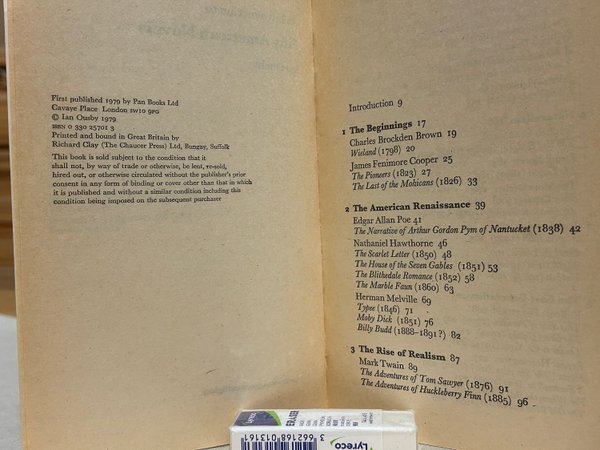 First published 1979 by Pan Books Ltd
Cavaye Place London SW10 9PG
© Ian Ousby 1979
ISBN 0 330 25701 3
Printed and bound in Great Britain by
Richard Clay (The Chaucer Press) Ltd, Bungay, Suffolk
This book is sold subject to the condition that it
shall not, by way of trade or otherwise, be lent, re-sold,
hired out, or otherwise circulated without the publisher's prior
consent in any form of binding or cover other than that in which
it is published and without a similar condition including this
condition being imposed on the subsequent purchaser
Introduction 9
1 The Beginnings 17
Charles Brockden Brown 19
Wieland (1798) 20
James Fenimore Cooper 25
The Pioneers (1823) 27
The Last of the Mohicans (1826) 33
2 The American Renaissance 39
Edgar Allan Poe 41
The Narrative of Arthur Gordon Pym of Nantucket (1838) 42
Nathaniel Hawthorne 46
The Scarlet Letter (1850) 48
The House of the Seven Gables (1851) 53
The Blithedale Romance (1852) 58
The Marble Faun (1860) 63
Herman Melville 69
Typee (1846) 71
Moby Dick (1851) 76
Billy Budd (1888–1891?) 82
3 The Rise of Realism 87
Mark Twain 89
The Adventures of Tom Sawyer (1876) 91
The Adventures of Huckleberry Finn (1885) 96
Lyreco
ERASER
Lyreco
3 662168 013161